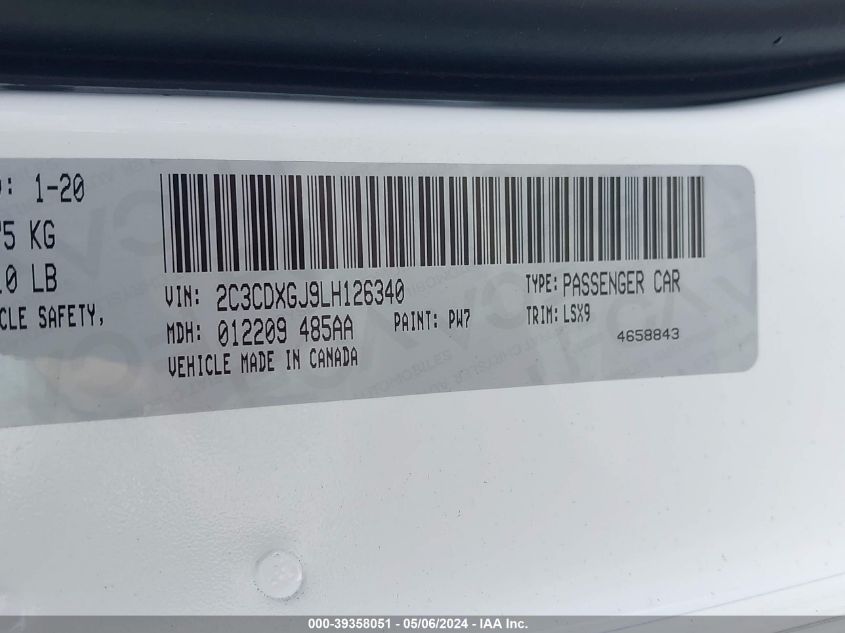 : 1-20
5 KG
0 LB
CLE SAFETY,
VIN: 2C3CDXGJ9LH126340
TYPE: PASSENGER CAR
MDH: 012209 485AA
PAINT: PW7
TRIM: LSX9
VEHICLE MADE IN CANADA
4658843
000-39358051 - 05/06/2024 - IAA Inc.